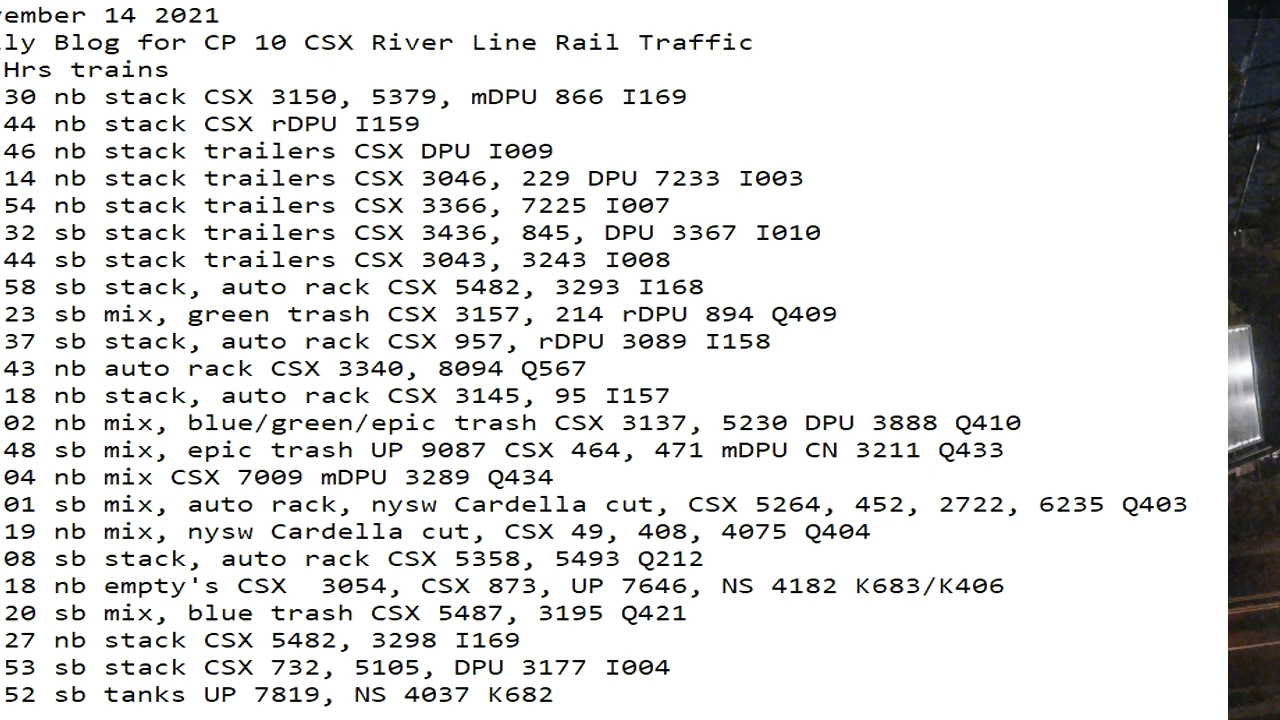 vember 14 2021
ly Blog for CP 10 CSX River Line Rail Traffic
Hrs trains
30 nb stack CSX 3150, 5379, mDPU 866 I169
44 nb stack CSX rDPU I159
46 nb stack trailers CSX DPU I009
14 nb stack trailers CSX 3046, 229 DPU 7233 I003
54 nb stack trailers CSX 3366, 7225 I007
32 sb stack trailers CSX 3436, 845, DPU 3367 I010
44 sb stack trailers CSX 3043, 3243 I008
58 sb stack, auto rack CSX 5482, 3293 I168
23 sb mix, green trash CSX 3157, 214 rDPU 894 Q409
37 sb stack, auto rack CSX 957, rDPU 3089 I158
43 nb auto rack CSX 3340, 8094 Q567
18 nb stack, auto rack CSX 3145, 95 I157
02 nb mix, blue/green/epic trash CSX 3137, 5230 DPU 3888 Q410
48 sb mix, epic trash UP 9087 CSX 464, 471 mDPU CN 3211 Q433
04 nb mix CSX 7009 mDPU 3289 Q434
01 sb mix, auto rack, nysw Cardella cut, CSX 5264, 452, 2722, 6235 Q403
19 nb mix, nysw Cardella cut, CSX 49, 408, 4075 Q404
08 sb stack, auto rack CSX 5358, 5493 Q212
18 nb empty's CSX  3054, CSX 873, UP 7646, NS 4182 K683/K406
20 sb mix, blue trash CSX 5487, 3195 Q421
27 nb stack CSX 5482, 3298 I169
53 sb stack CSX 732, 5105, DPU 3177 I004
52 sb tanks UP 7819, NS 4037 K682